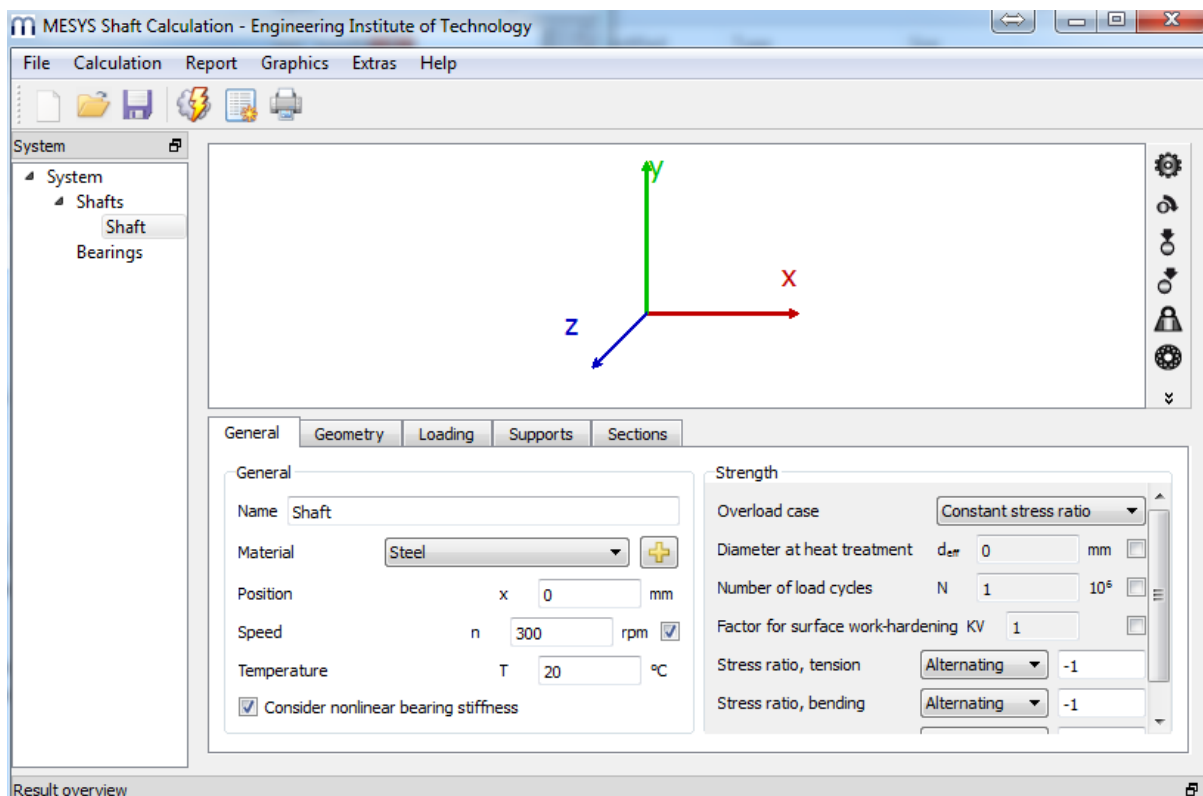 MESYS Shaft Calculation - Engineering Institute of Technology
File Calculation Report Graphics Extras Help
System
System
Shafts
Shaft
Bearings
y
x
z
General Geometry Loading Supports Sections
General
Name Shaft
Material Steel
Position x 0 mm
Speed n 300 rpm
Temperature T 20 °C
Consider nonlinear bearing stiffness
Strength
Overload case Constant stress ratio
Diameter at heat treatment deff 0 mm
Number of load cycles N 1 10⁶
Factor for surface work-hardening KV 1
Stress ratio, tension Alternating -1
Stress ratio, bending Alternating -1
Result overview